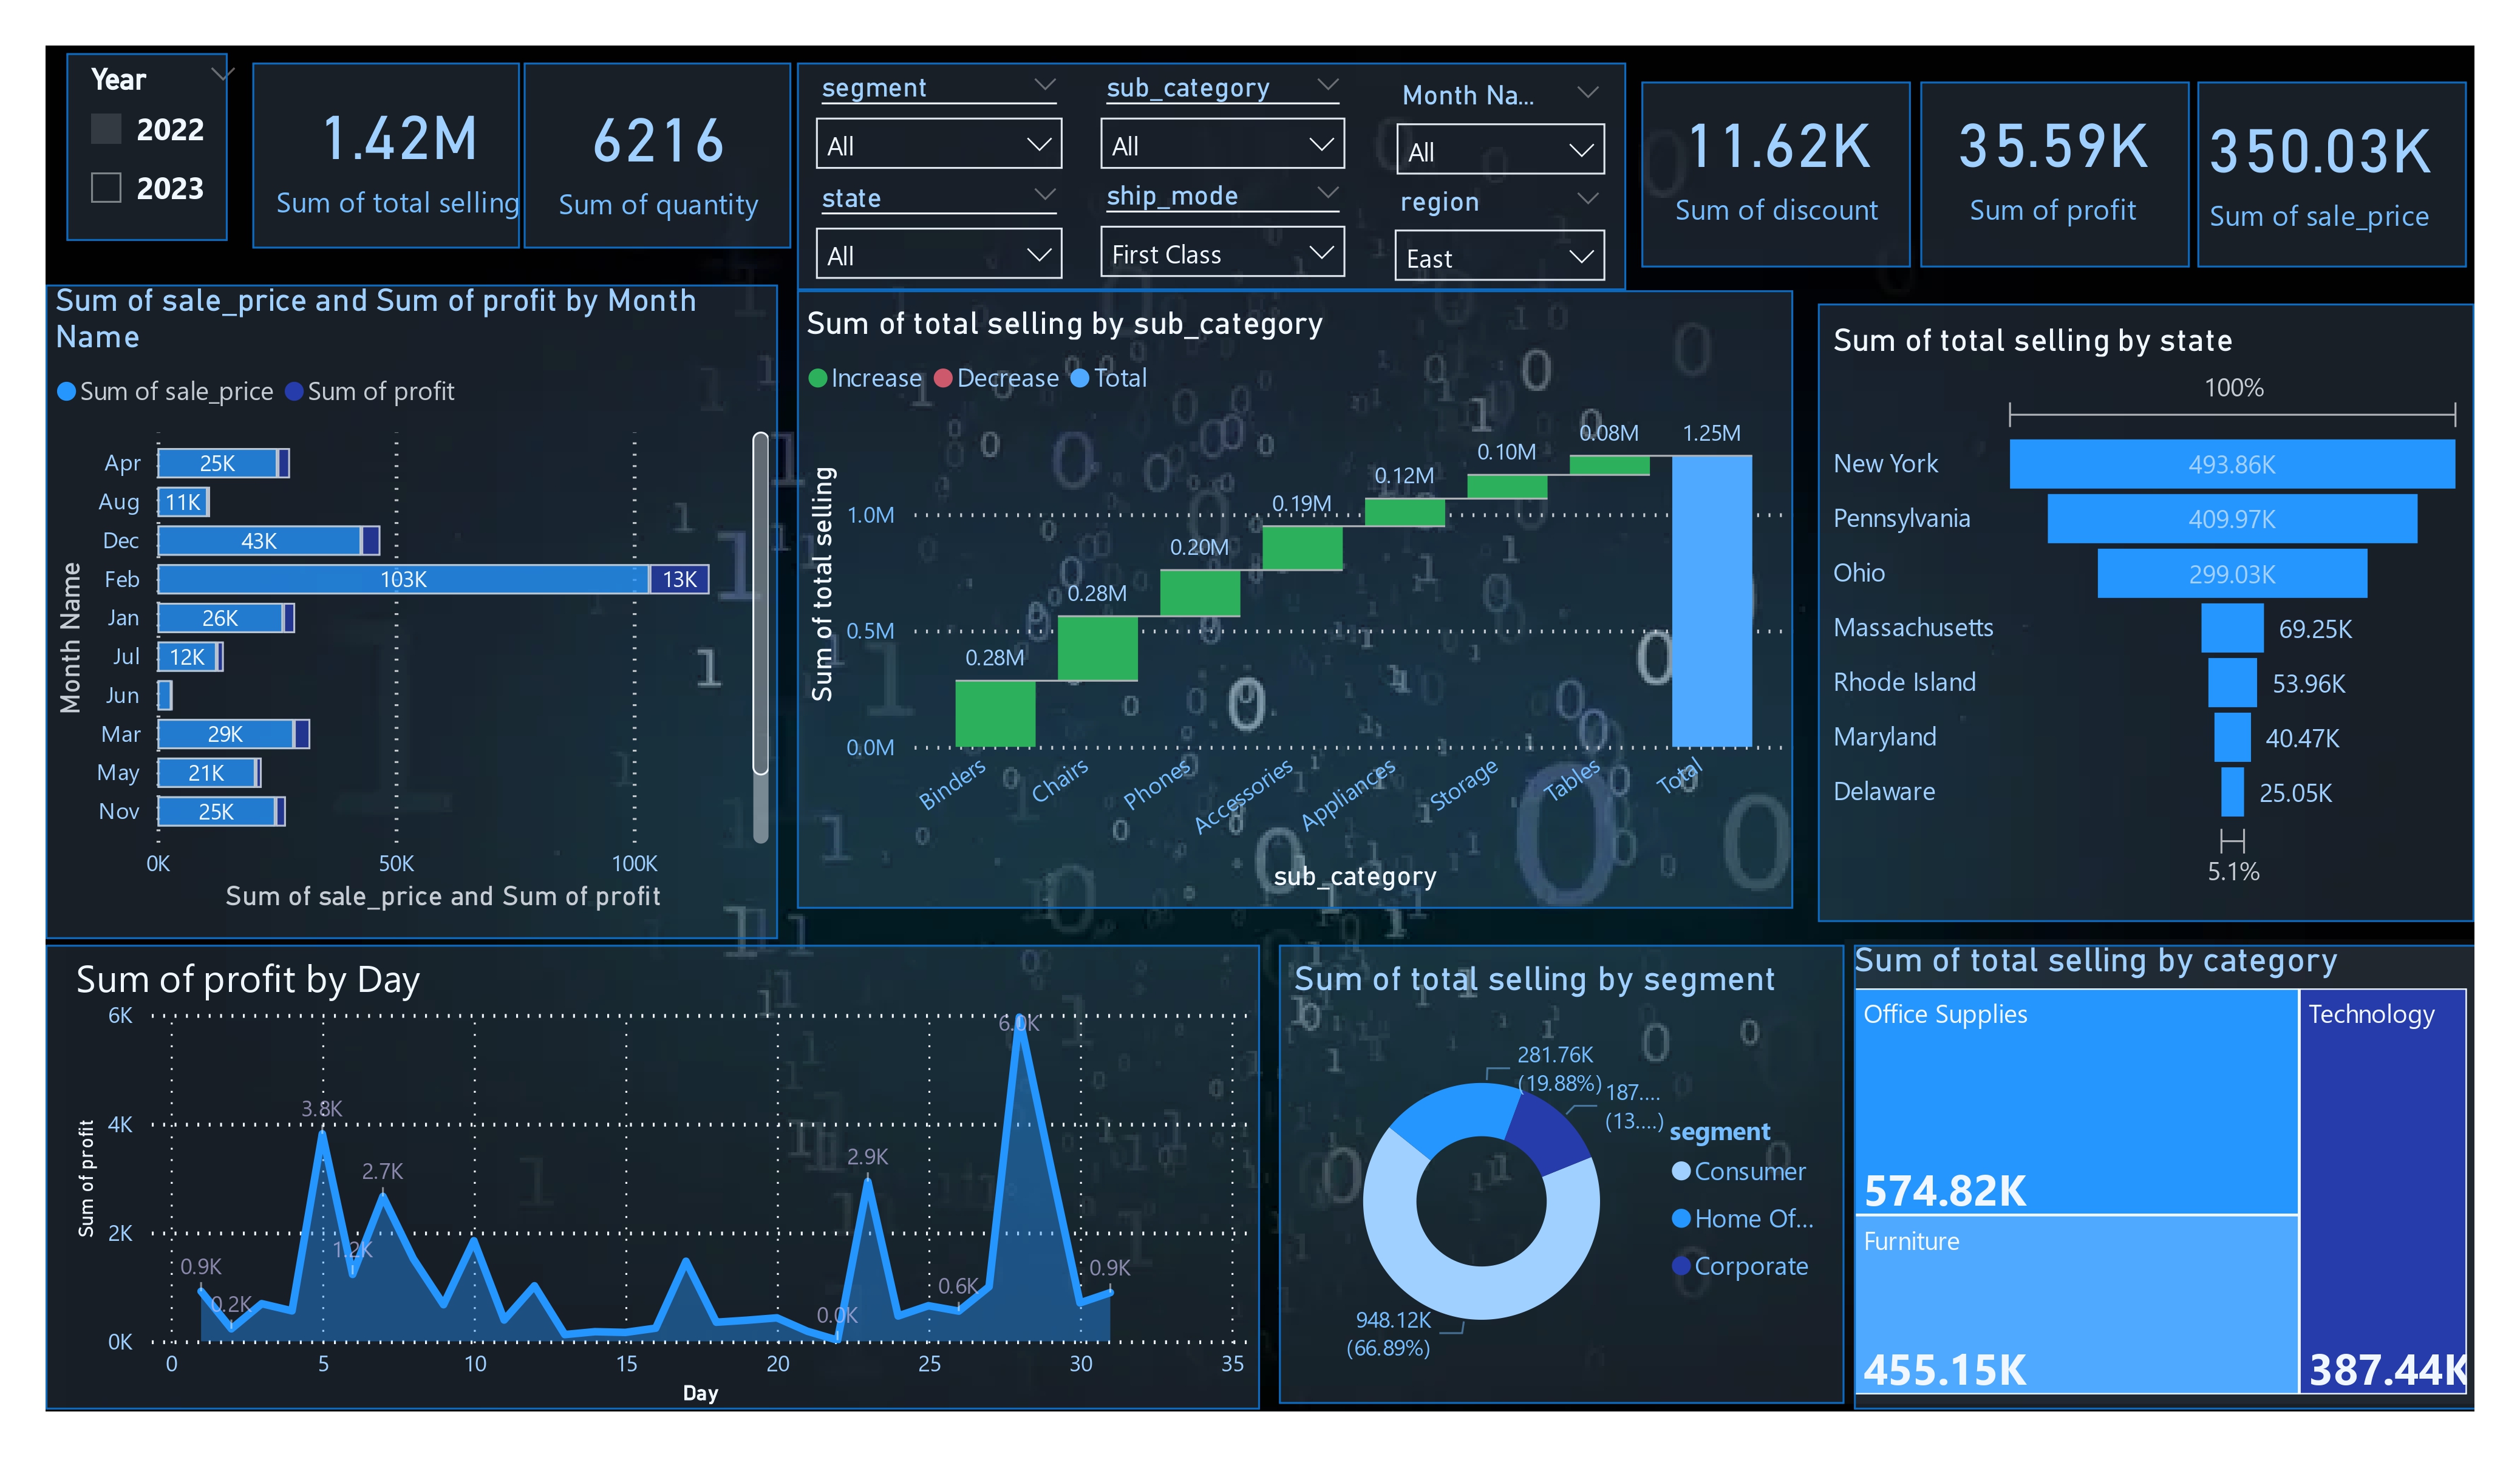 Year
2022
2023
1.42M
Sum of total selling
6216
Sum of quantity
segment
All
sub_category
All
Month Na...
All
state
All
ship_mode
First Class
region
East
11.62K
Sum of discount
35.59K
Sum of profit
350.03K
Sum of sale_price
Sum of sale_price and Sum of profit by Month
Name
Sum of sale_price
Sum of profit
Month Name
Apr
25K
Aug
11K
Dec
43K
Feb
103K
13K
Jan
26K
Jul
12K
Jun
Mar
29K
May
21K
Nov
25K
0K
50K
100K
Sum of sale_price and Sum of profit
Sum of total selling by sub_category
Increase
Decrease
Total
Sum of total selling
1.0M
0.5M
0.0M
0.28M
0.28M
0.20M
0.19M
0.12M
0.10M
0.08M
1.25M
Binders
Chairs
Phones
Accessories
Appliances
Storage
Tables
Total
sub_category
Sum of total selling by state
100%
New York
493.86K
Pennsylvania
409.97K
Ohio
299.03K
Massachusetts
69.25K
Rhode Island
53.96K
Maryland
40.47K
Delaware
25.05K
5.1%
Sum of profit by Day
Sum of profit
6K
4K
2K
0K
0.9K
0.2K
3.8K
1.2K
2.7K
0.0K
2.9K
0.6K
6.0K
0.9K
0
5
10
15
20
25
30
35
Day
Sum of total selling by segment
281.76K
(19.88%)
187....
(13....)
948.12K
(66.89%)
segment
Consumer
Home Of...
Corporate
Sum of total selling by category
Office Supplies
574.82K
Furniture
455.15K
Technology
387.44K